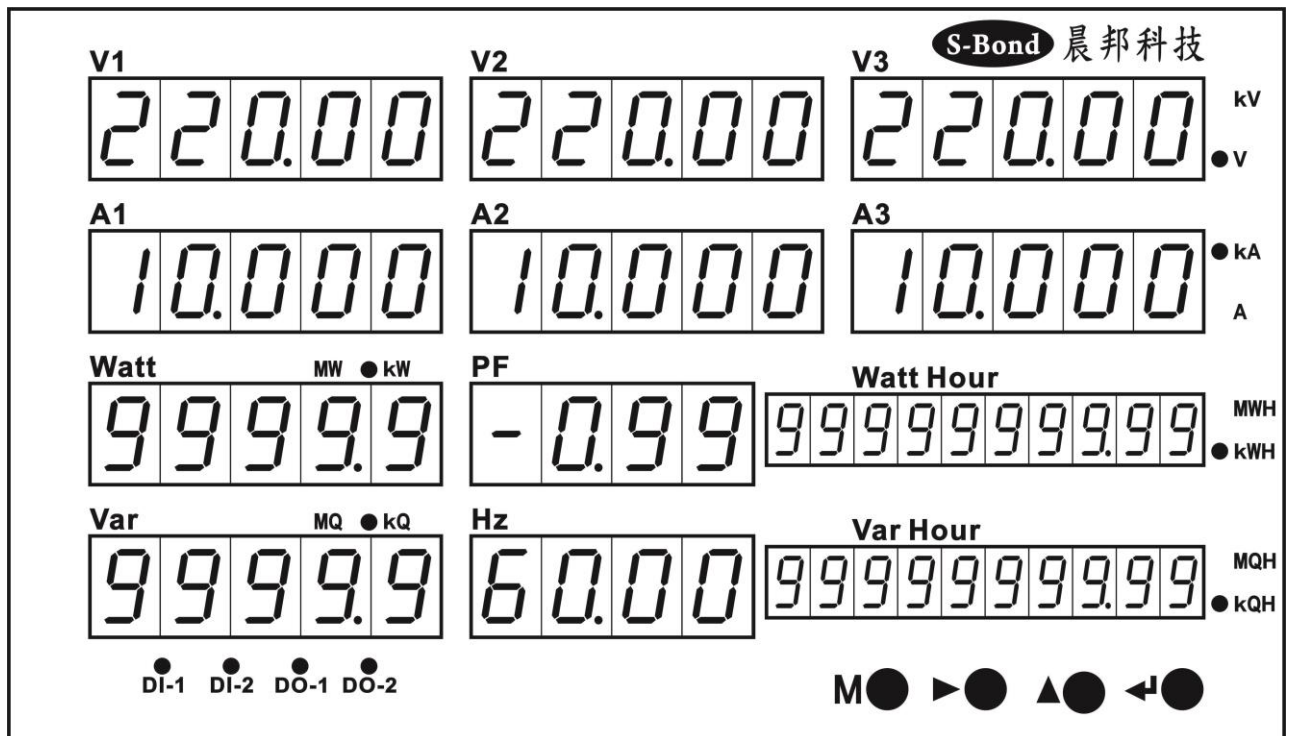 S-Bond 晨邦科技
V1 V2 V3
220.00 220.00 220.00 kV
V
A1 A2 A3
10.000 10.000 10.000 kA
A
Watt MW kW PF Watt Hour
9999.9 -0.99 99999999.99 MWH
kWH
Var MQ kQ Hz Var Hour
9999.9 60.00 99999999.99 MQH
kQH
DI-1 DI-2 DO-1 DO-2
M